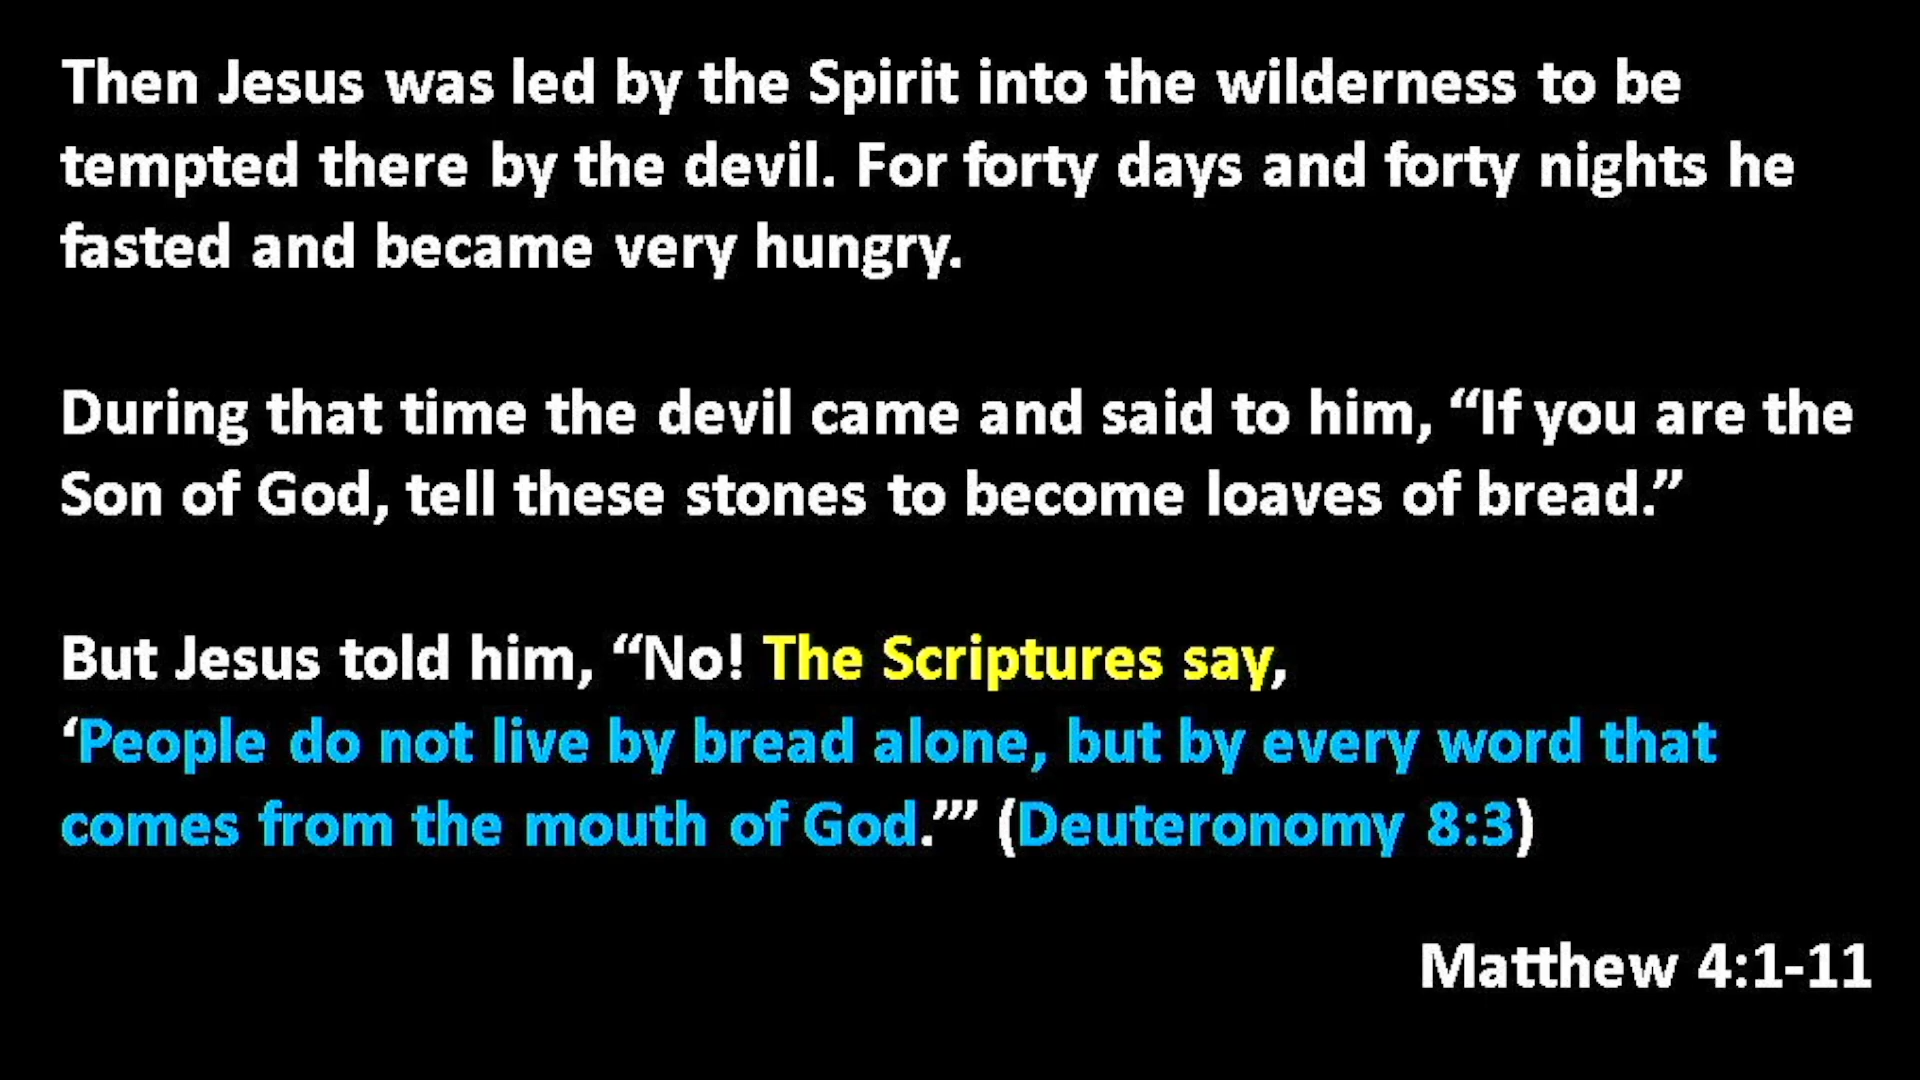 Then Jesus was led by the Spirit into the wilderness to be
tempted there by the devil. For forty days and forty nights he
fasted and became very hungry.
During that time the devil came and said to him, “If you are the
Son of God, tell these stones to become loaves of bread.”
But Jesus told him, “No! The Scriptures say,
‘People do not live by bread alone, but by every word that
comes from the mouth of God.’” (Deuteronomy 8:3)
Matthew 4:1-11